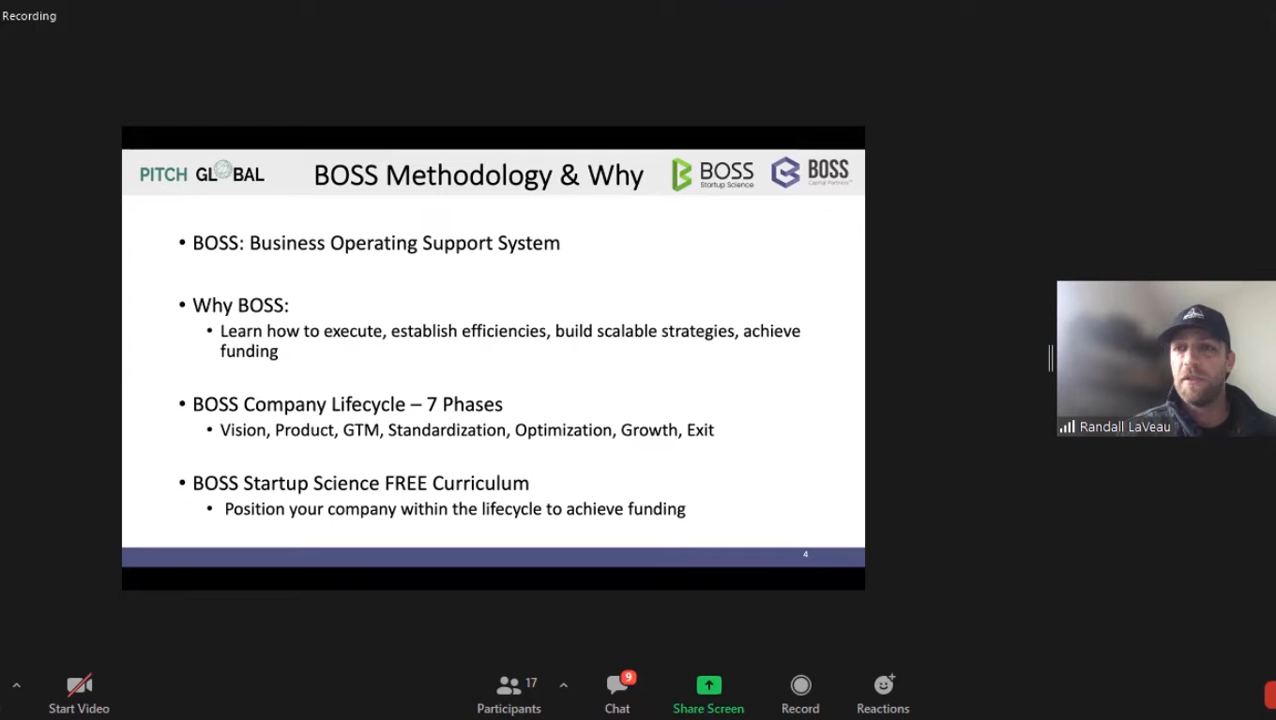 Recording
PITCH GLOBAL
BOSS Methodology & Why
BOSS
Startup Science
BOSS
Capital Partners
• BOSS: Business Operating Support System
• Why BOSS:
• Learn how to execute, establish efficiencies, build scalable strategies, achieve
funding
• BOSS Company Lifecycle – 7 Phases
• Vision, Product, GTM, Standardization, Optimization, Growth, Exit
• BOSS Startup Science FREE Curriculum
• Position your company within the lifecycle to achieve funding
4
Randall LaVeau
Start Video
17
Participants
9
Chat
Share Screen
Record
Reactions